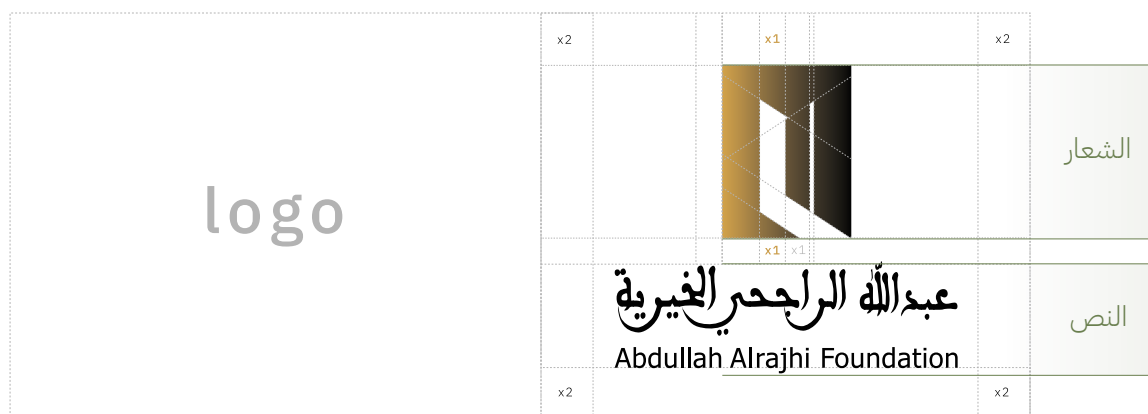 x2
x1
x2
الشعار
logo
x1
x1
عبدالله الراجحي الخيرية
النص
Abdullah Alrajhi Foundation
x2
x2